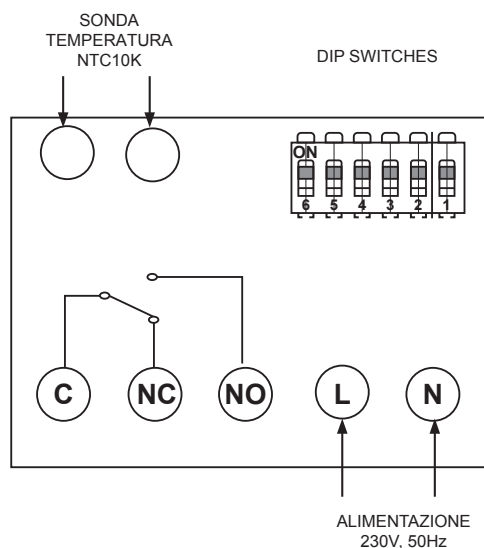 SONDA
TEMPERATURA
NTC10K
DIP SWITCHES
ON
6 5 4 3 2 1
C NC NO L N
ALIMENTAZIONE
230V, 50Hz